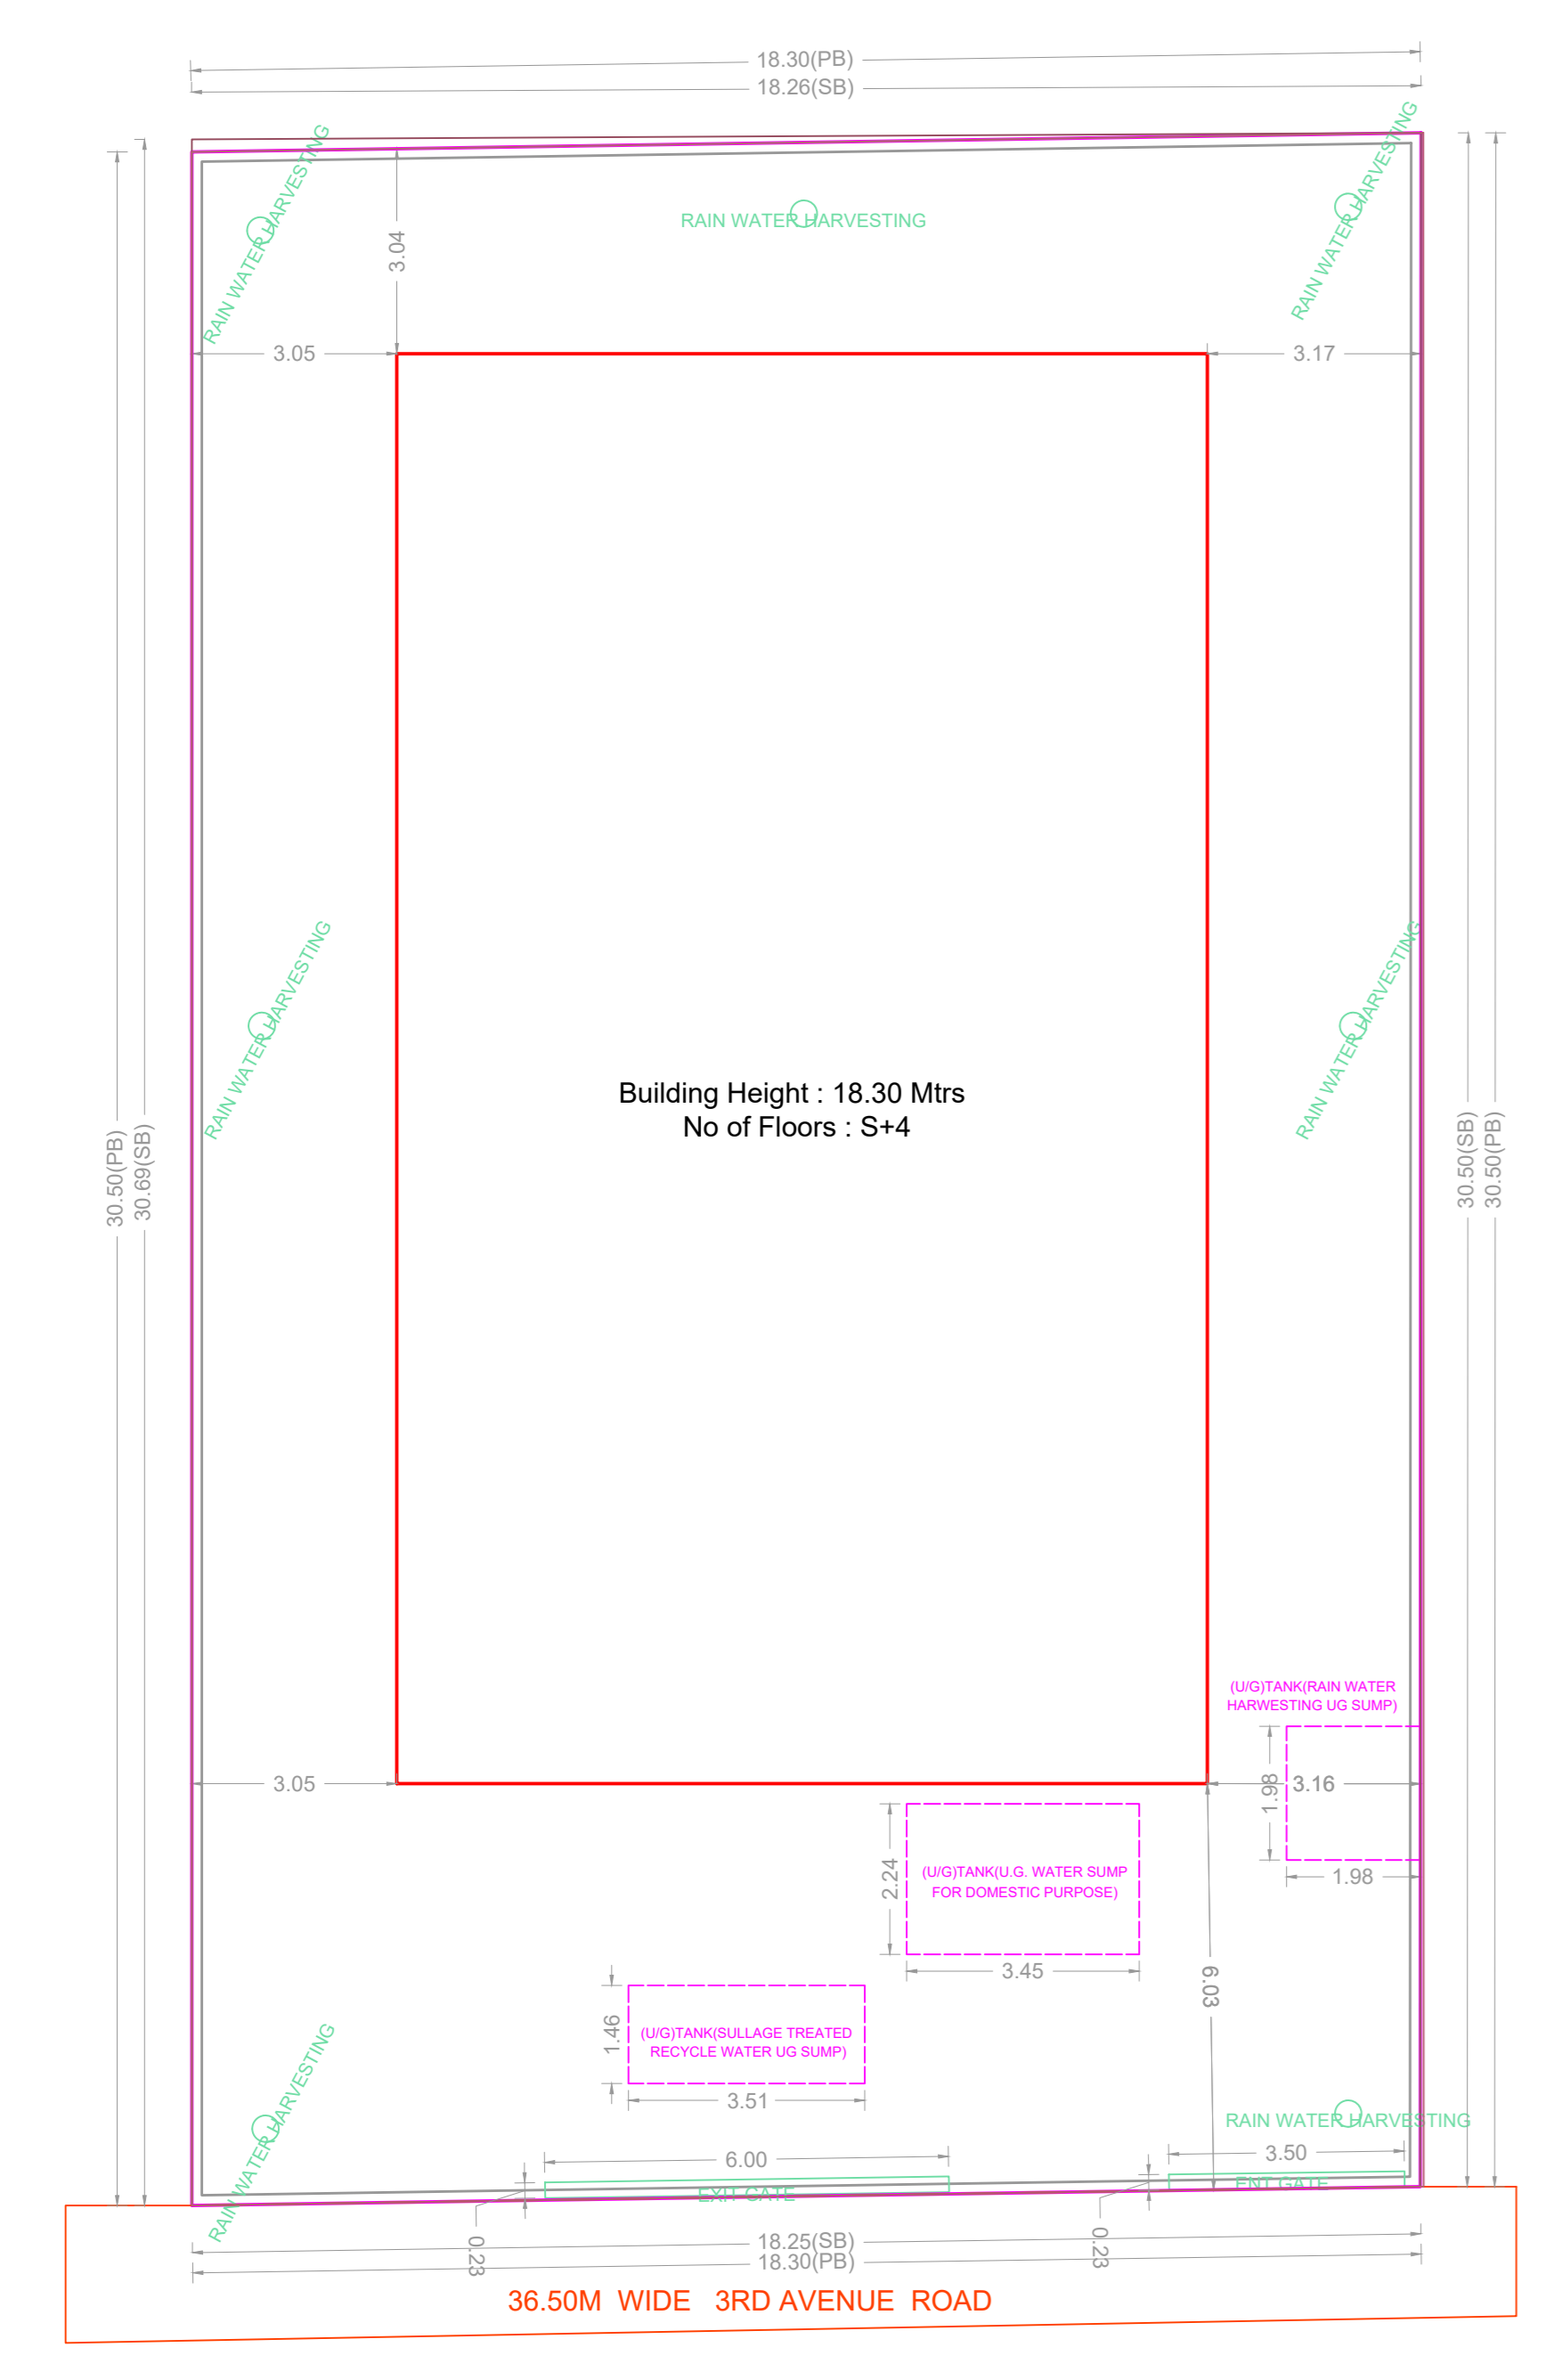 18.30(PB)
18.26(SB)
RAIN WATER HARVESTING
RAIN WATER HARVESTING
RAIN WATER HARVESTING
3.04
3.05
3.17
RAIN WATER HARVESTING
RAIN WATER HARVESTING
Building Height : 18.30 Mtrs
No of Floors : S+4
30.50(PB)
30.69(SB)
30.50(SB)
30.50(PB)
(U/G)TANK(RAIN WATER
HARWESTING UG SUMP)
3.05
1.98
3.16
1.98
2.24
(U/G)TANK(U.G. WATER SUMP
FOR DOMESTIC PURPOSE)
3.45
6.03
1.46
(U/G)TANK(SULLAGE TREATED
RECYCLE WATER UG SUMP)
3.51
RAIN WATER HARVESTING
RAIN WATER HARVESTING
6.00
3.50
EXIT GATE
ENT GATE
0.23
0.23
18.25(SB)
18.30(PB)
36.50M WIDE 3RD AVENUE ROAD